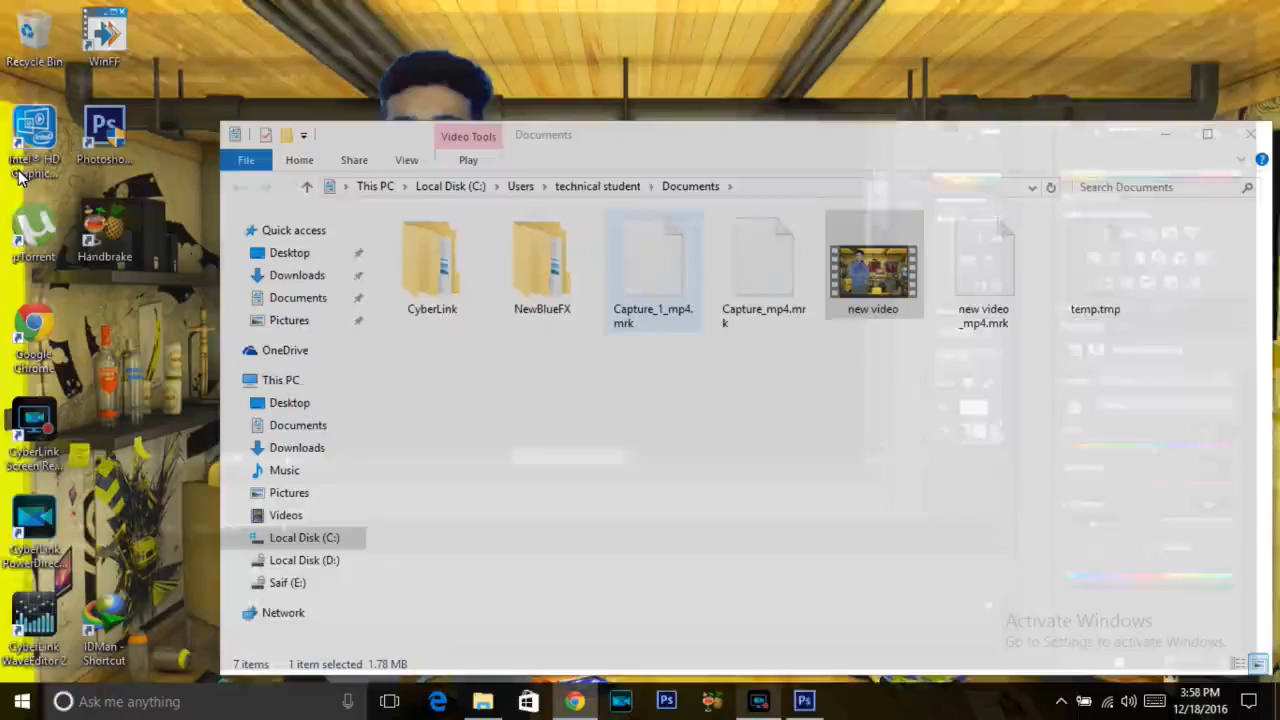 Recycle Bin
WinFF
Intel® HD
Graphic...
Photosho...
µTorrent
Handbrake
Google
Chrome
CyberLink
Screen Re...
CyberLink
PowerDirec...
CyberLink
WaveEditor 2
IDMan -
Shortcut
Video Tools
Documents
File
Home
Share
View
Play
This PC
Local Disk (C:)
Users
technical student
Documents
Search Documents
Quick access
Desktop
Downloads
Documents
Pictures
OneDrive
This PC
Desktop
Documents
Downloads
Music
Pictures
Videos
Local Disk (C:)
Local Disk (D:)
Saif (E:)
Network
CyberLink
NewBlueFX
Capture_1_mp4.
mrk
Capture_mp4.mr
k
new video
new video
_mp4.mrk
temp.tmp
Activate Windows
Go to Settings to activate Windows.
7 items
1 item selected 1.78 MB
Ask me anything
3:58 PM
12/18/2016